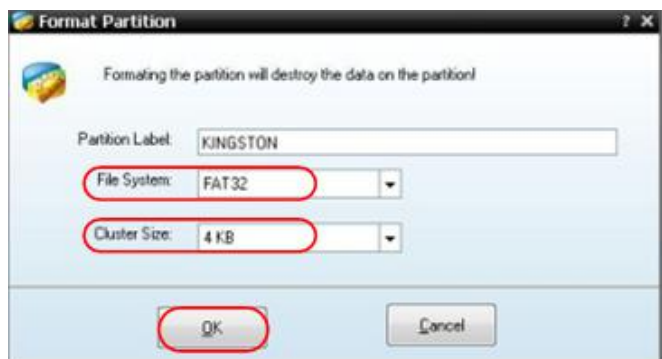 Format Partition
? X
Formating the partition will destroy the data on the partition!
Partition Label: KINGSTON
File System: FAT32
Cluster Size: 4 KB
OK Cancel